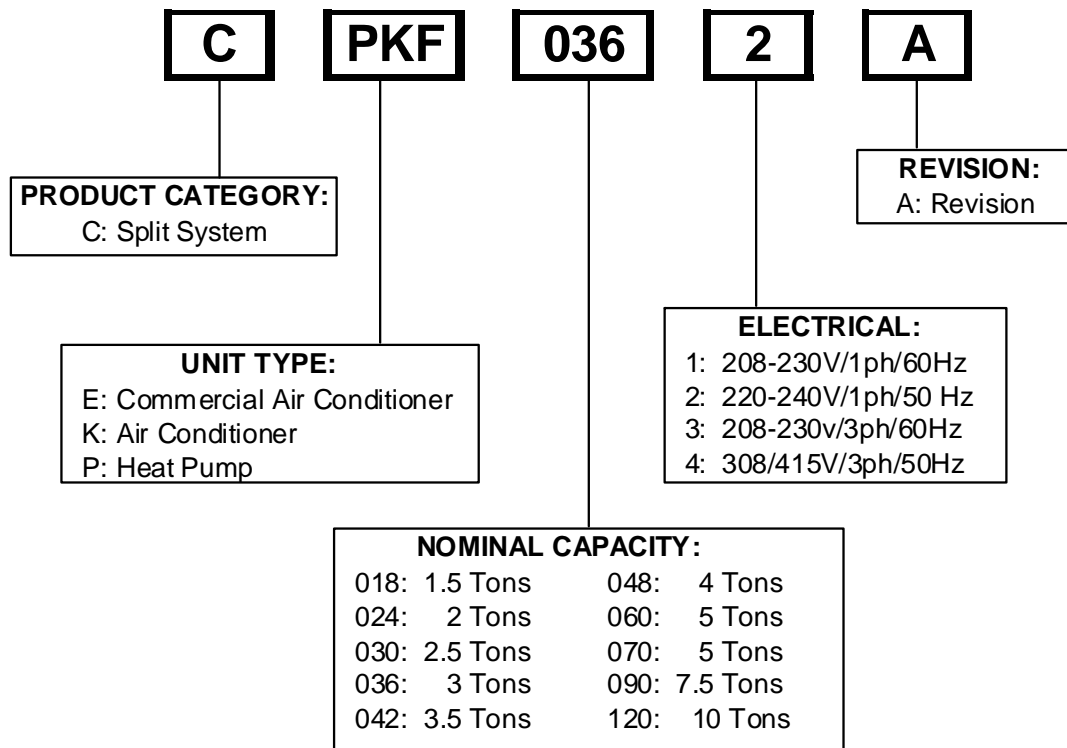 C PKF 036 2 A
PRODUCT CATEGORY:
C: Split System
REVISION:
A: Revision
UNIT TYPE:
E: Commercial Air Conditioner
K: Air Conditioner
P: Heat Pump
ELECTRICAL:
1: 208-230V/1ph/60Hz
2: 220-240V/1ph/50 Hz
3: 208-230v/3ph/60Hz
4: 308/415V/3ph/50Hz
NOMINAL CAPACITY:
018: 1.5 Tons 048: 4 Tons
024: 2 Tons 060: 5 Tons
030: 2.5 Tons 070: 5 Tons
036: 3 Tons 090: 7.5 Tons
042: 3.5 Tons 120: 10 Tons